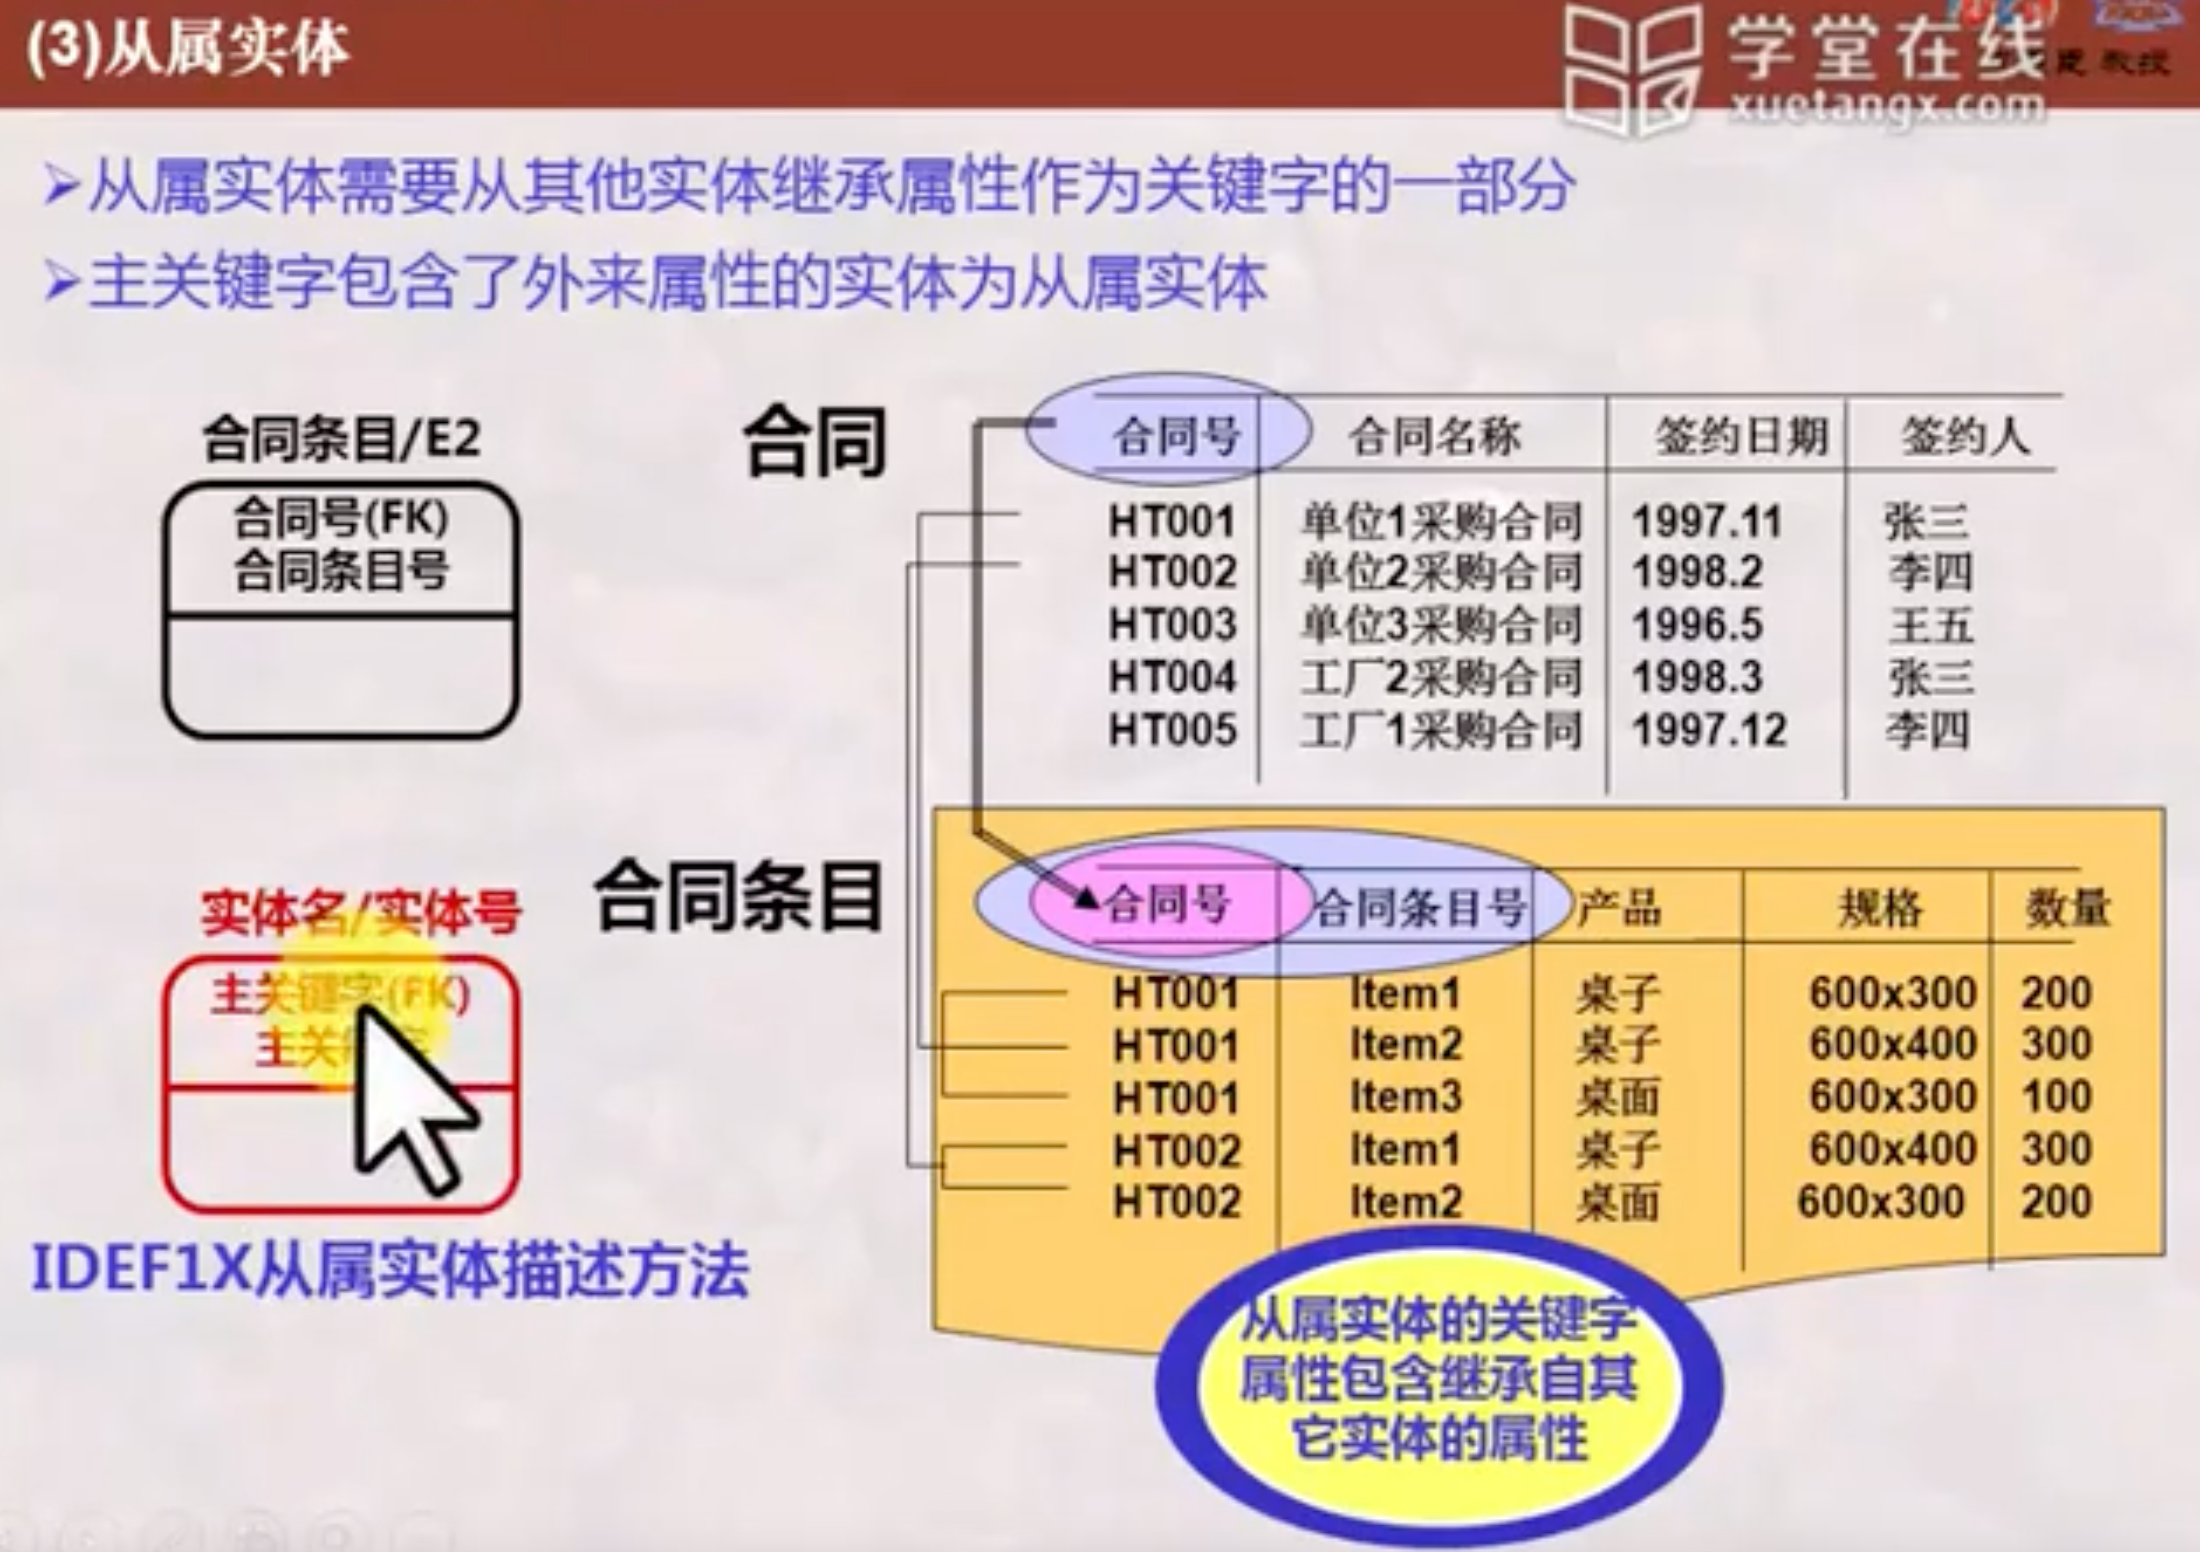 (3)从属实体
学堂在线
教授
xuetangx.com
➢从属实体需要从其他实体继承属性作为关键字的一部分
➢主关键字包含了外来属性的实体为从属实体
合同条目/E2
合同号(FK)
合同条目号
实体名/实体号
主关键字(FK)
IDEF1X从属实体描述方法
合同
合同号 合同名称 签约日期 签约人
HT001 单位1采购合同 1997.11 张三
HT002 单位2采购合同 1998.2 李四
HT003 单位3采购合同 1996.5 王五
HT004 工厂2采购合同 1998.3 张三
HT005 工厂1采购合同 1997.12 李四
合同条目
合同号 合同条目号 产品 规格 数量
HT001 Item1 桌子 600x300 200
HT001 Item2 桌子 600x400 300
HT001 Item3 桌面 600x300 100
HT002 Item1 桌子 600x400 300
HT002 Item2 桌面 600x300 200
从属实体的关键字
属性包含继承自其
它实体的属性